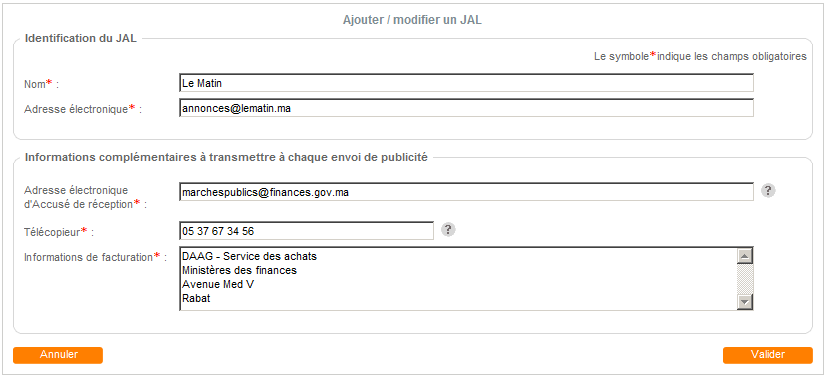 Ajouter / modifier un JAL
Identification du JAL
Le symbole*indique les champs obligatoires
Nom* :
Le Matin
Adresse électronique* :
annonces@lematin.ma
Informations complémentaires à transmettre à chaque envoi de publicité
Adresse électronique
d'Accusé de réception* :
marchespublics@finances.gov.ma
?
Télécopieur* :
05 37 67 34 56
?
Informations de facturation* :
DAAG - Service des achats
Ministères des finances
Avenue Med V
Rabat
Annuler
Valider